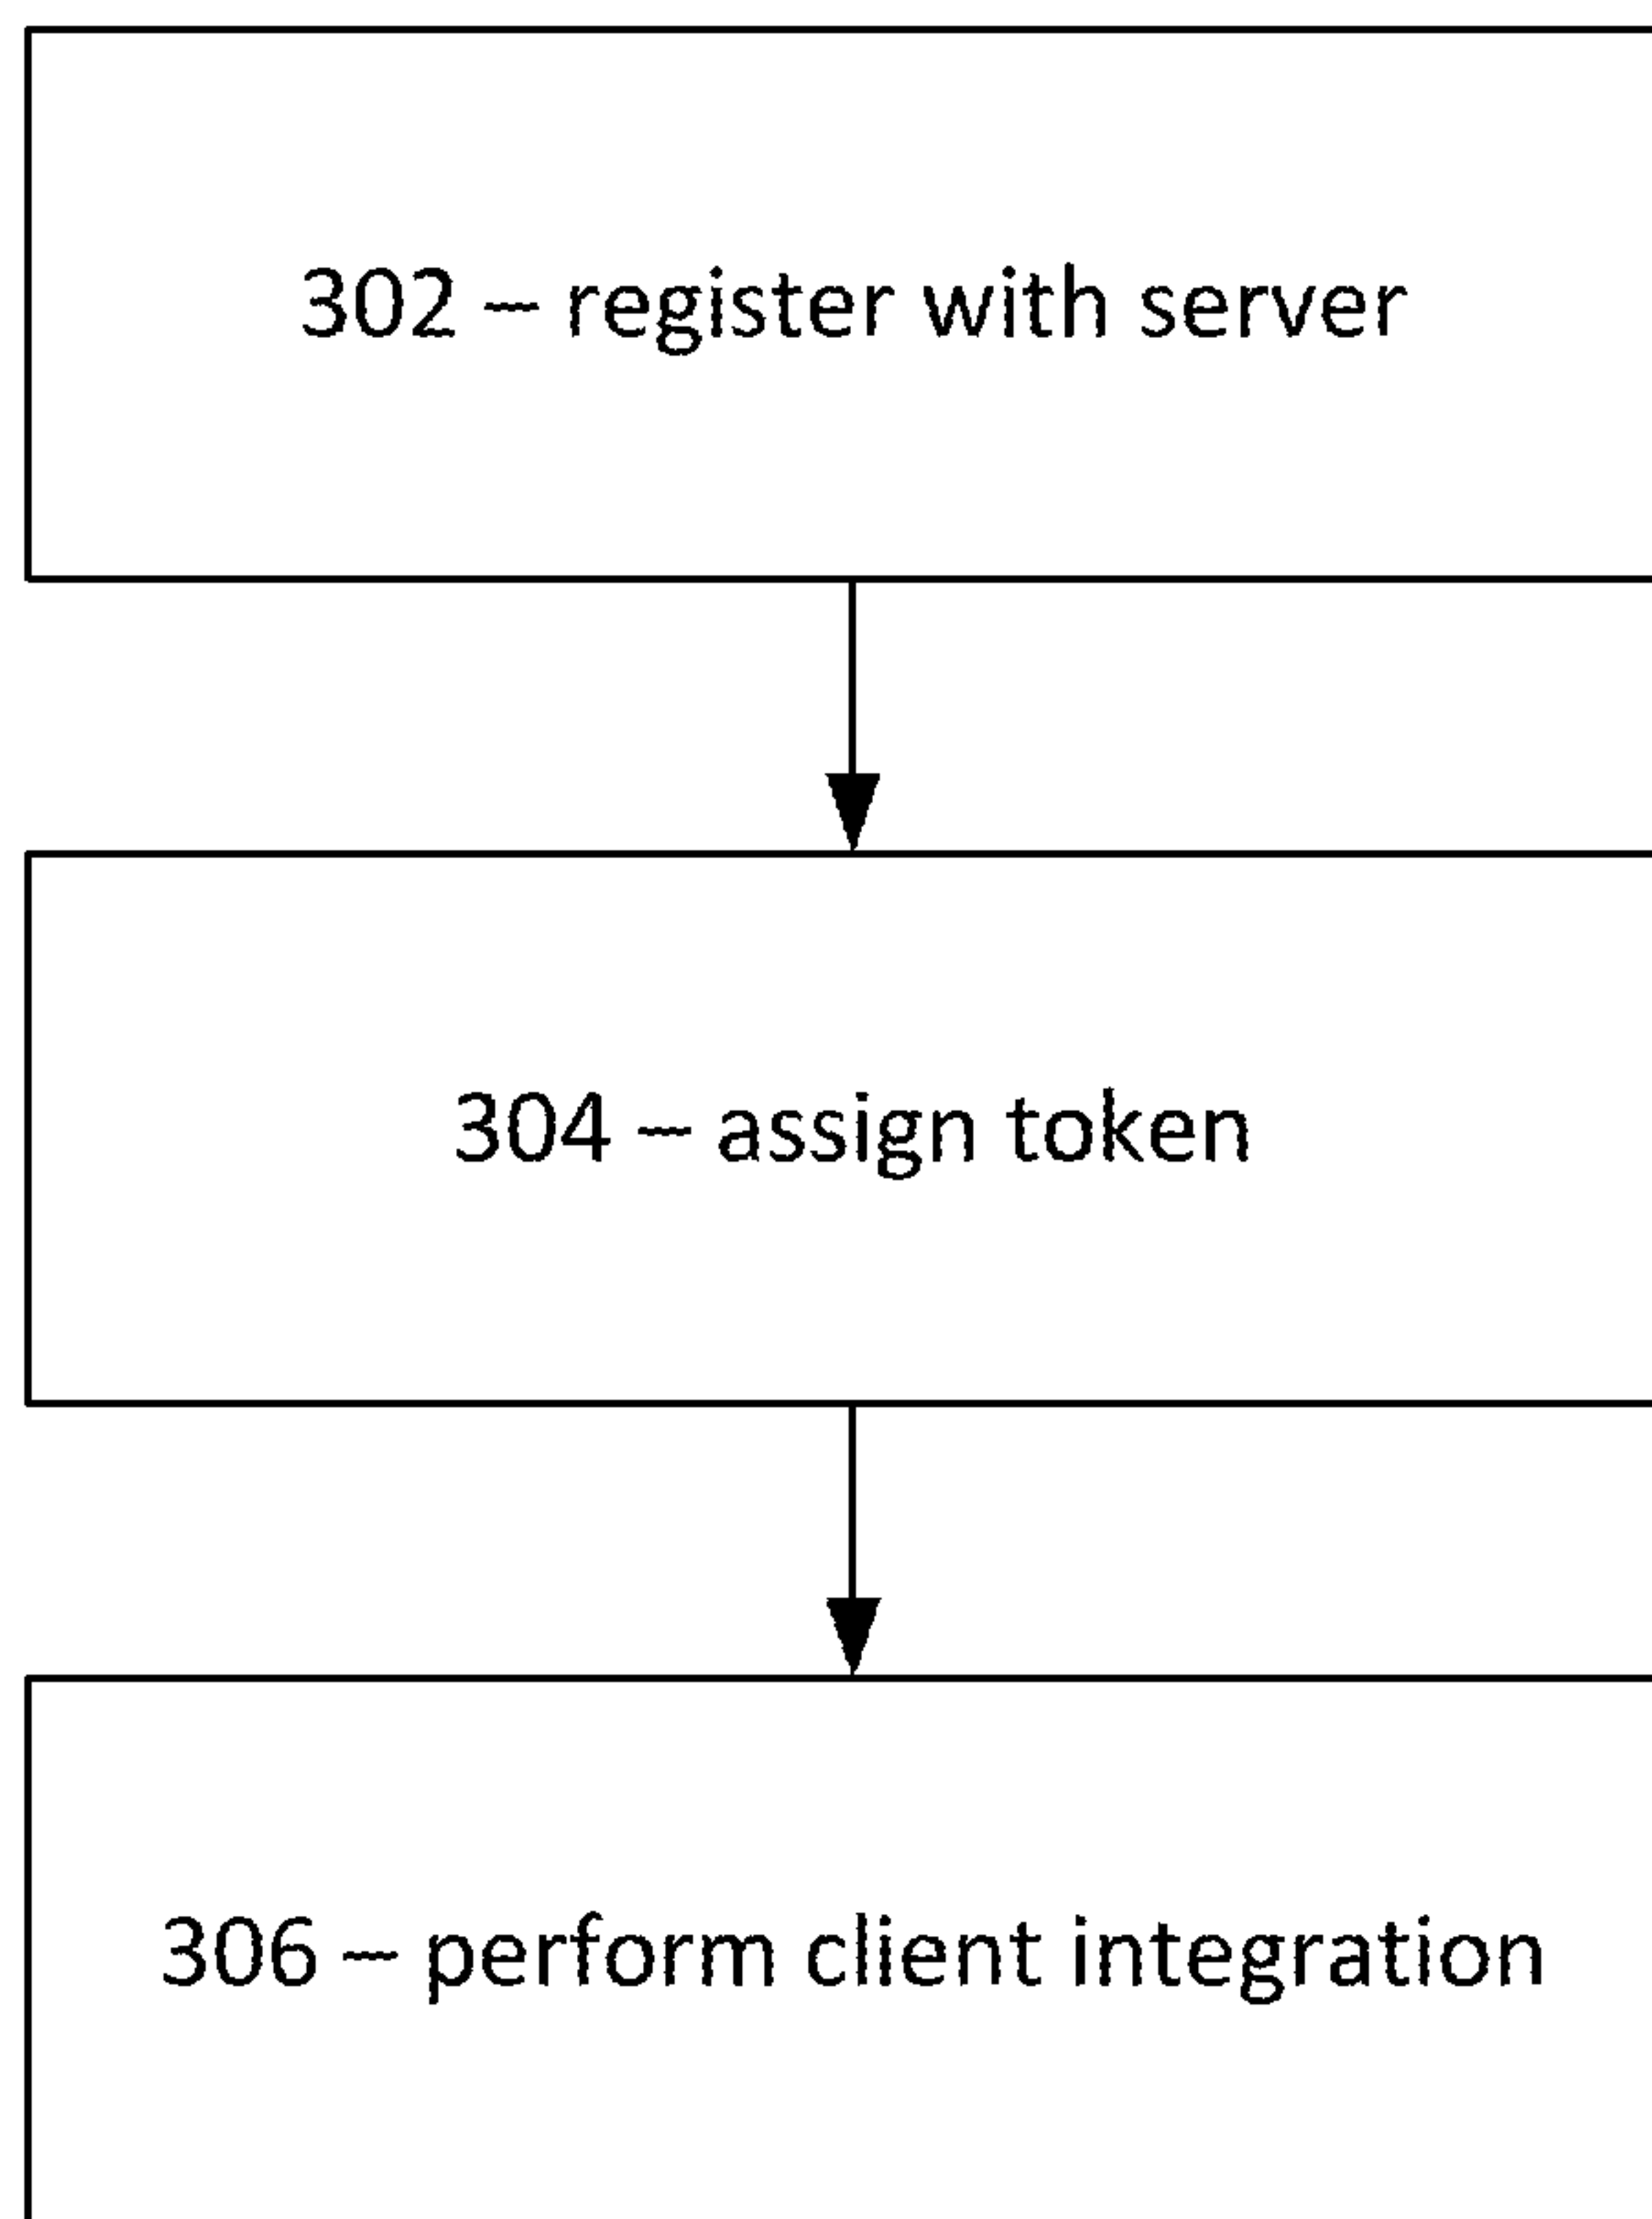 302 – register with server
304 – assign token
306 – perform client integration